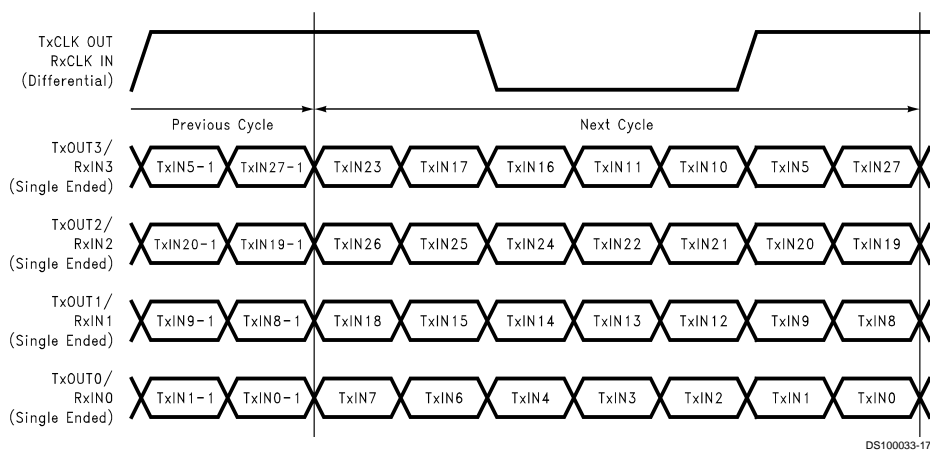 TxCLK OUT
RxCLK IN
(Differential)
Previous Cycle
Next Cycle
TxOUT3/
RxIN3
(Single Ended)
TxIN5-1 TxIN27-1 TxIN23 TxIN17 TxIN16 TxIN11 TxIN10 TxIN5 TxIN27
TxOUT2/
RxIN2
(Single Ended)
TxIN20-1 TxIN19-1 TxIN26 TxIN25 TxIN24 TxIN22 TxIN21 TxIN20 TxIN19
TxOUT1/
RxIN1
(Single Ended)
TxIN9-1 TxIN8-1 TxIN18 TxIN15 TxIN14 TxIN13 TxIN12 TxIN9 TxIN8
TxOUT0/
RxIN0
(Single Ended)
TxIN1-1 TxIN0-1 TxIN7 TxIN6 TxIN4 TxIN3 TxIN2 TxIN1 TxIN0
DS100033-17